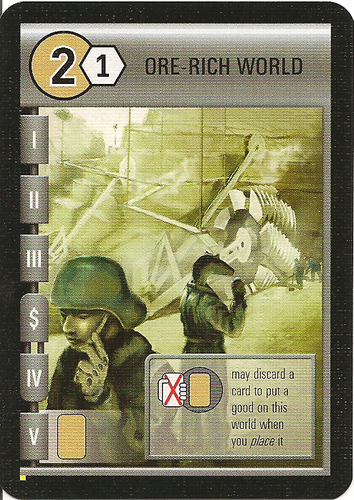 2 1 ORE-RICH WORLD
I
II
III
$
IV
V
may discard a
card to put a
good on this
world when
you place it